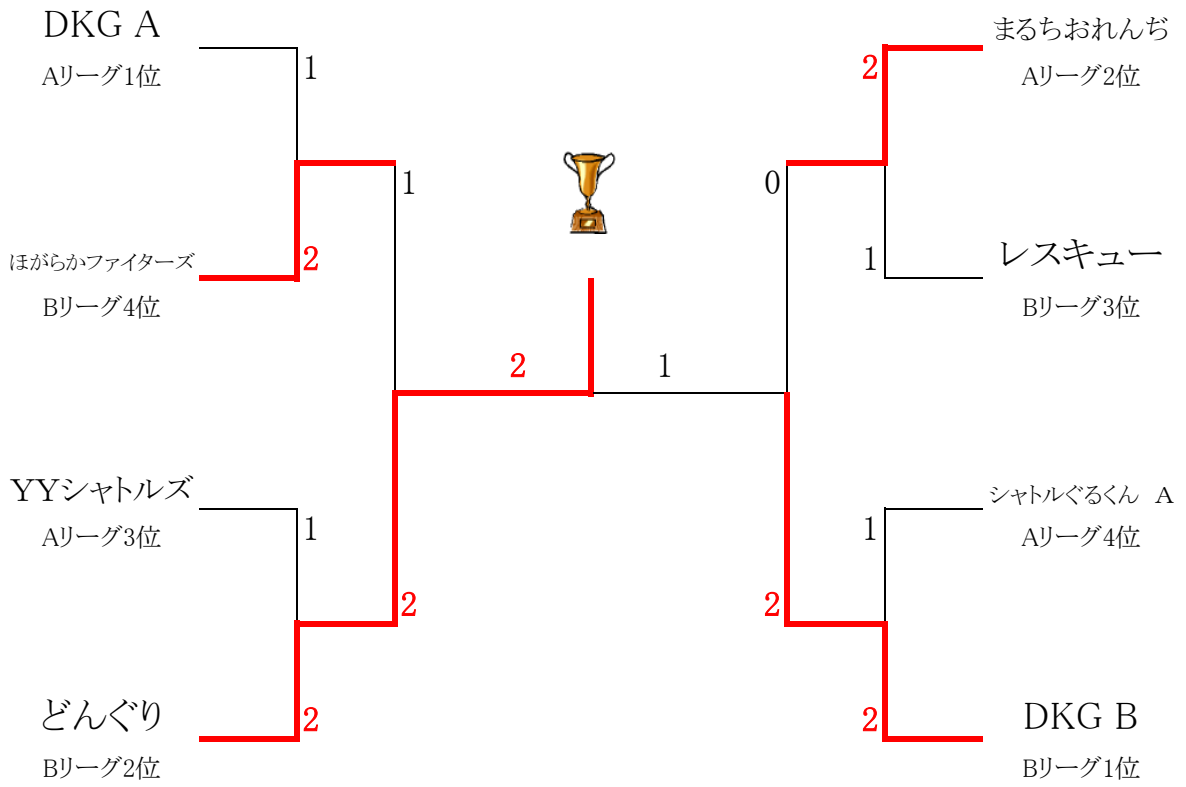 DKG A
Aリーグ1位
1
まるちおれんぢ
Aリーグ2位
2
1
0
ほがらかファイターズ
Bリーグ4位
2
レスキュー
Bリーグ3位
1
2
1
YYシャトルズ
Aリーグ3位
1
シャトルぐるくん A
Aリーグ4位
1
2
2
どんぐり
Bリーグ2位
2
DKG B
Bリーグ1位
2